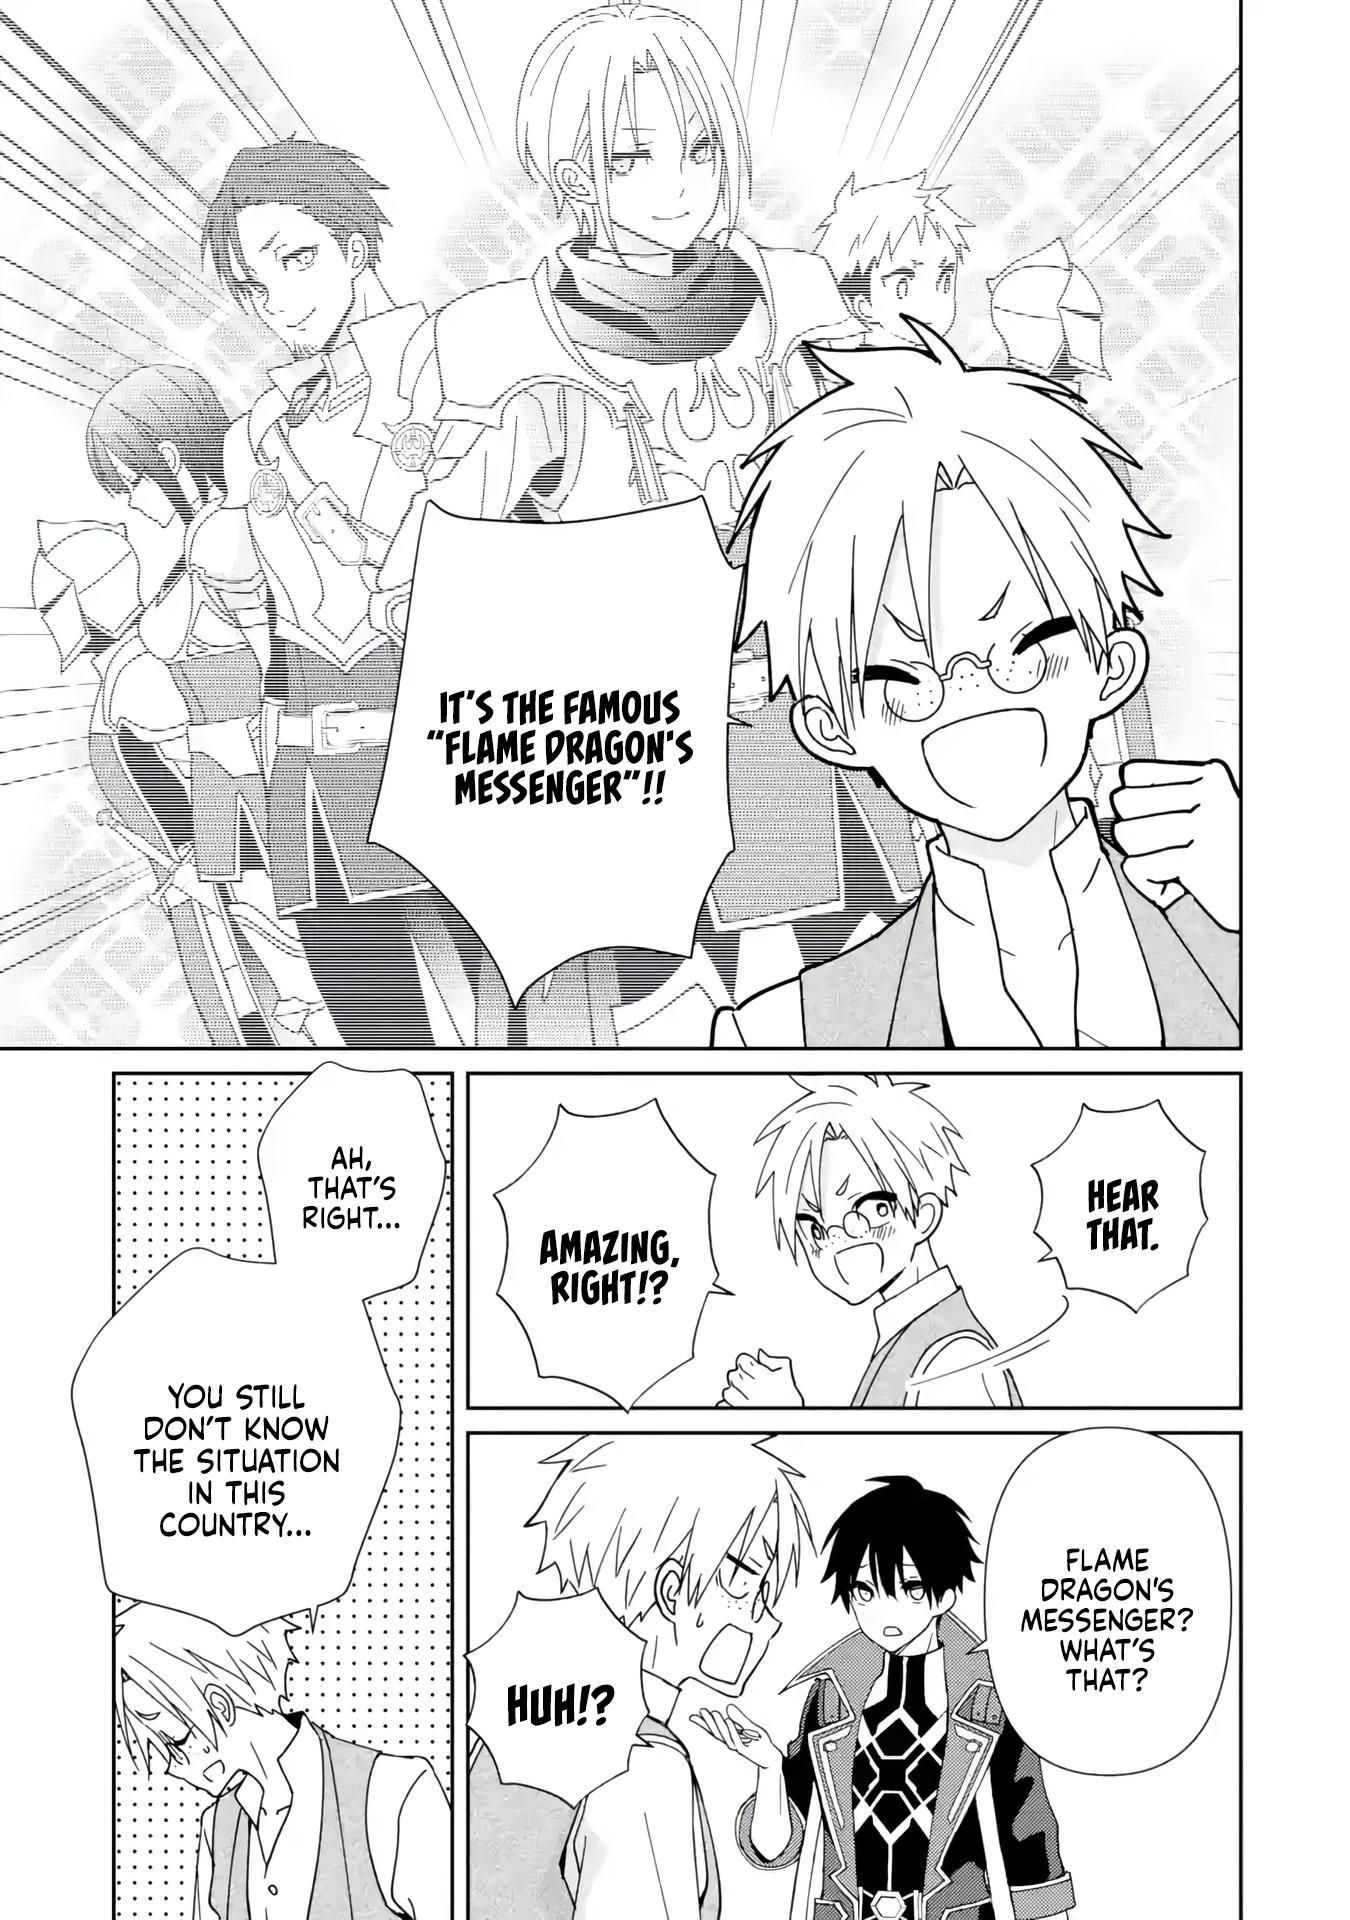 IT'S THE FAMOUS
"FLAME DRAGON'S
MESSENGER"!!
HEAR
THAT.
AMAZING,
RIGHT!?
FLAME
DRAGON'S
MESSENGER?
WHAT'S
THAT?
HUH!?
AH,
THAT'S
RIGHT...
YOU STILL
DON'T KNOW
THE SITUATION
IN THIS
COUNTRY...